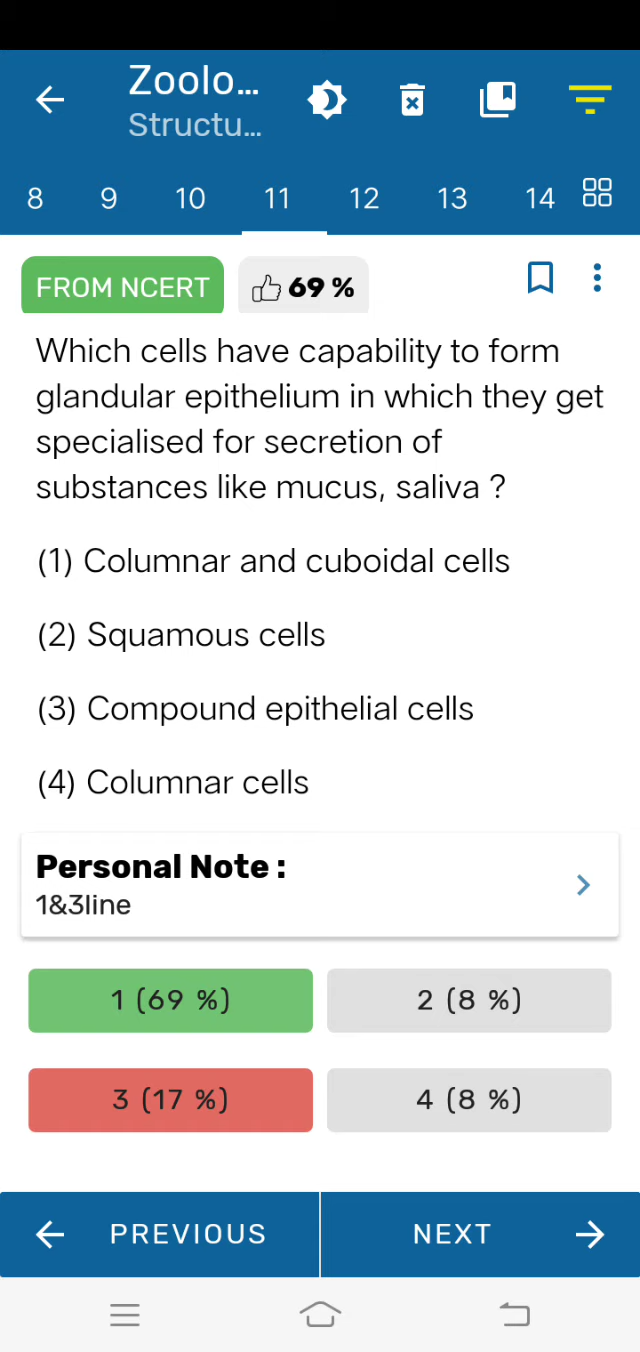 Zoolo...
Structu...
8 9 10 11 12 13 14
FROM NCERT 69 %
Which cells have capability to form
glandular epithelium in which they get
specialised for secretion of
substances like mucus, saliva ?
(1) Columnar and cuboidal cells
(2) Squamous cells
(3) Compound epithelial cells
(4) Columnar cells
Personal Note :
1&3line
1 (69 %) 2 (8 %)
3 (17 %) 4 (8 %)
PREVIOUS NEXT